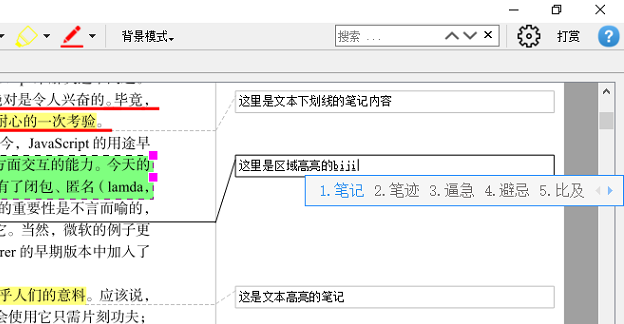 背景模式
搜索 ...
打赏
?
绝对是令人兴奋的。毕竟，
耐心的一次考验。
今，JavaScript 的用途早
方面交互的能力。今天的
有了闭包、匿名（lamda,
的重要性是不言而喻的，
它。当然，微软的例子更
rer 的早期版本中加入了
乎人们的意料。应该说，
会使用它只需片刻功夫；
这里是文本下划线的笔记内容
这里是区域高亮的biji
1.笔记 2.笔迹 3.逼急 4.避忌 5.比及
这是文本高亮的笔记